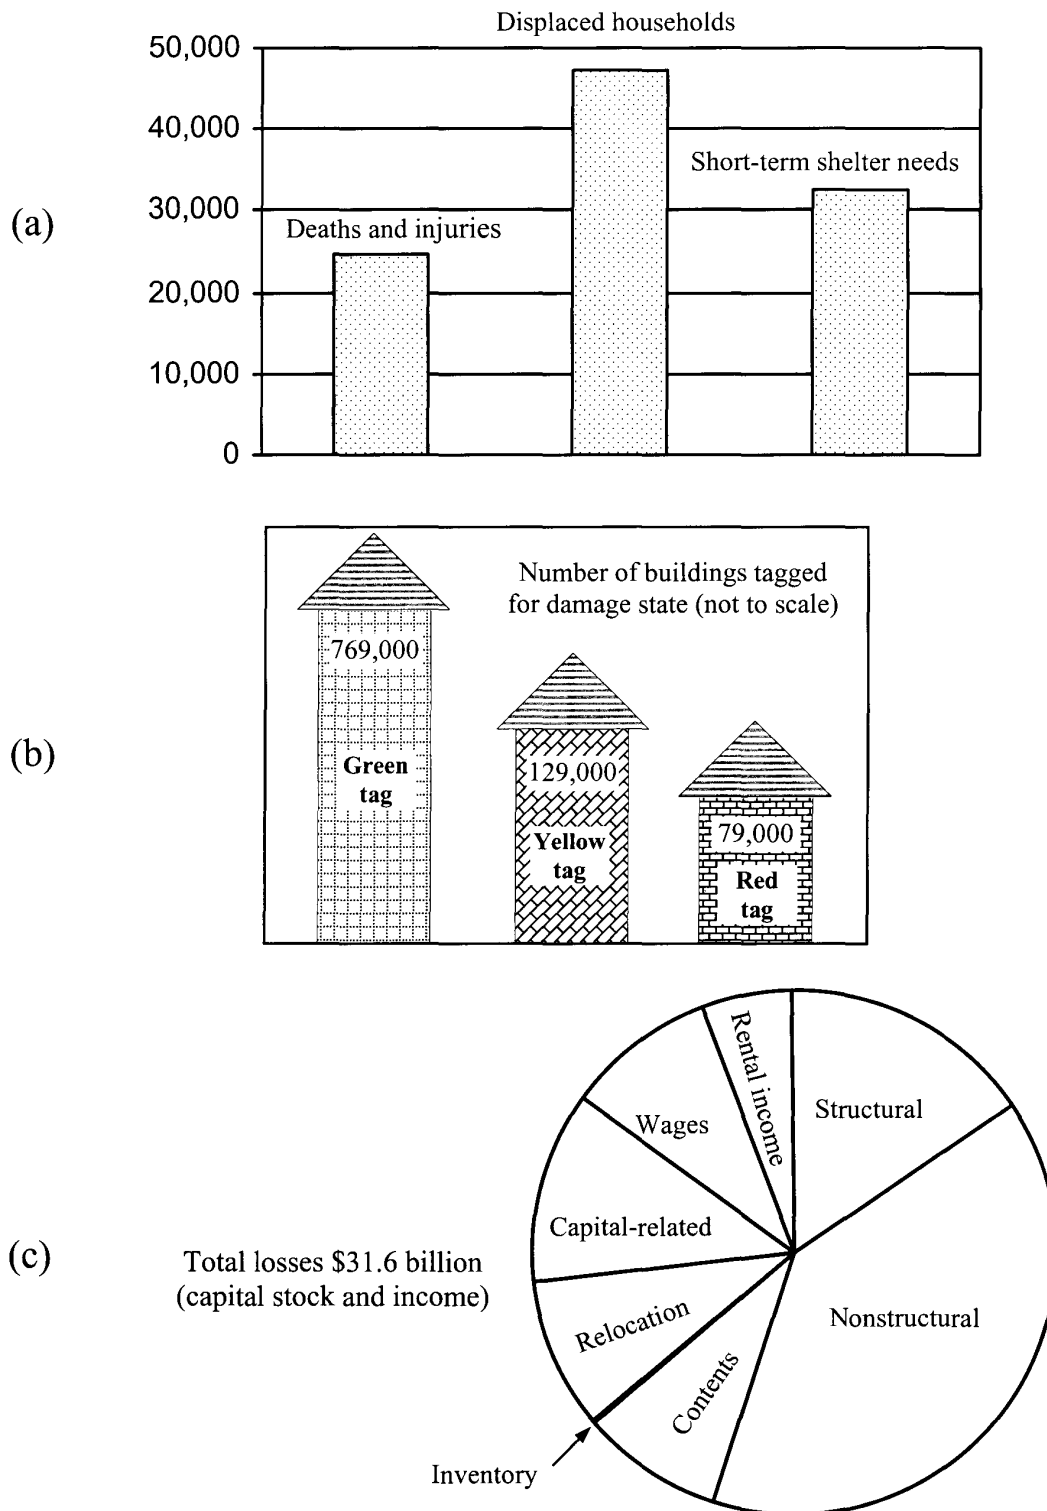 (a)
Displaced households
50,000
40,000
Short-term shelter needs
30,000
Deaths and injuries
20,000
10,000
0
(b)
Number of buildings tagged
for damage state (not to scale)
769,000
Green
tag
129,000
Yellow
tag
79,000
Red
tag
(c)
Total losses $31.6 billion
(capital stock and income)
Rental income
Structural
Wages
Capital-related
Nonstructural
Relocation
Contents
Inventory